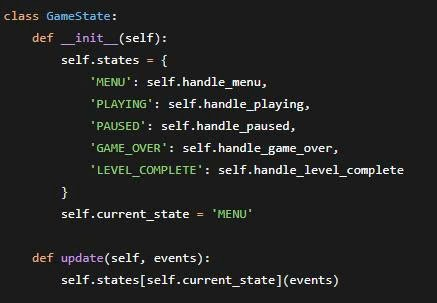 class GameState:
    def __init__(self):
        self.states = {
            'MENU': self.handle_menu,
            'PLAYING': self.handle_playing,
            'PAUSED': self.handle_paused,
            'GAME_OVER': self.handle_game_over,
            'LEVEL_COMPLETE': self.handle_level_complete
        }
        self.current_state = 'MENU'

    def update(self, events):
        self.states[self.current_state](events)